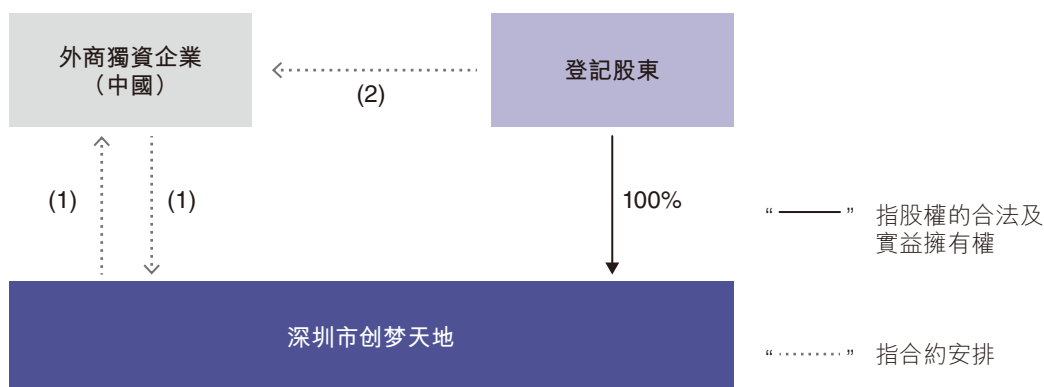 外商獨資企業
（中國）
登記股東
(2)
(1)
(1)
100%
“ ——— ” 指股權的合法及
實益擁有權
深圳市创梦天地
“ ········· ” 指合約安排